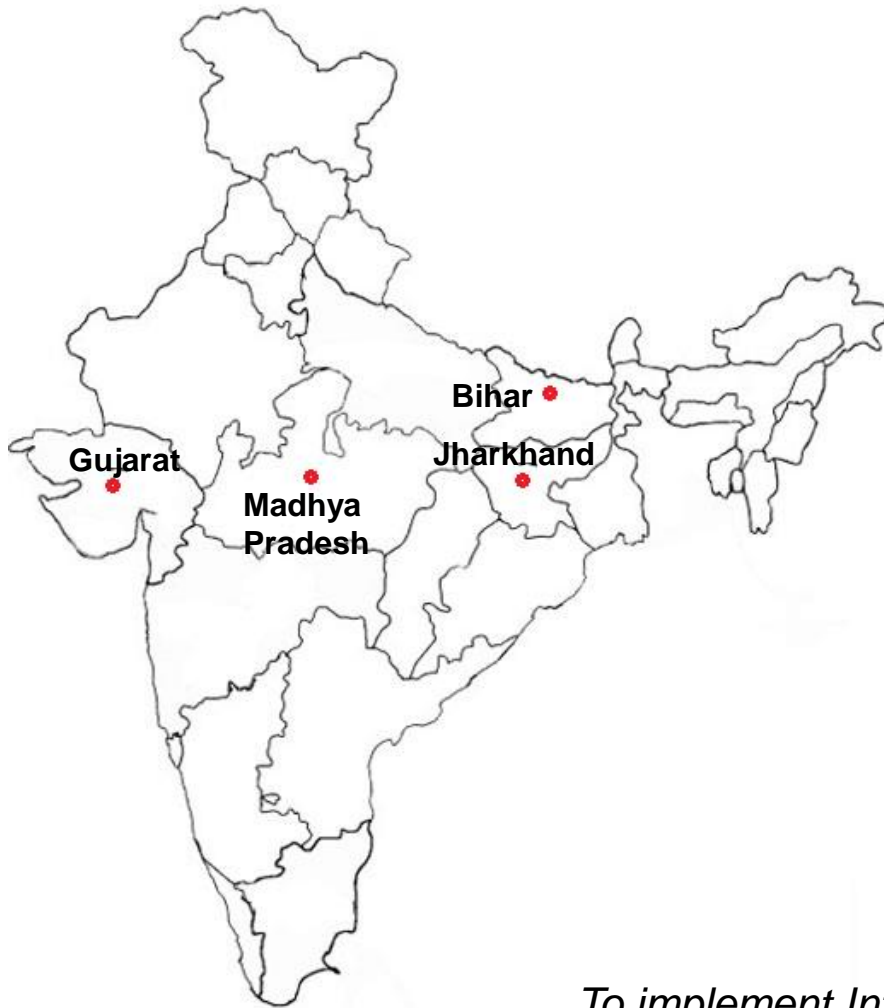 Bihar
Jharkhand
Gujarat
Madhya
Pradesh
To implement